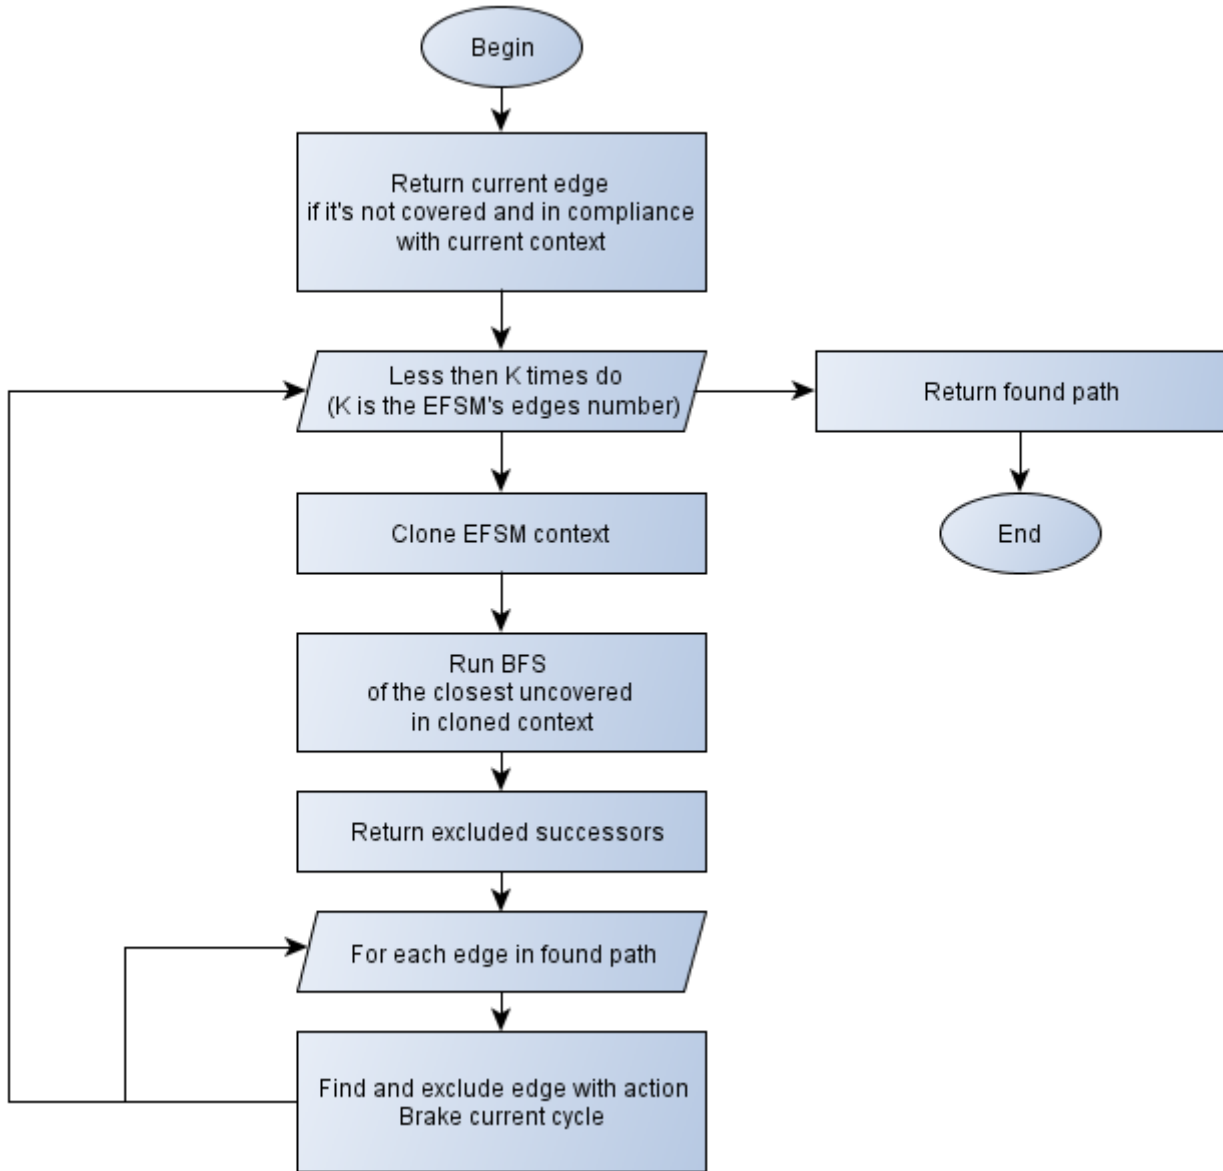 Begin
Return current edge
if it's not covered and in compliance
with current context
Less then K times do
(K is the EFSM's edges number)
Return found path
Clone EFSM context
End
Run BFS
of the closest uncovered
in cloned context
Return excluded successors
For each edge in found path
Find and exclude edge with action
Brake current cycle